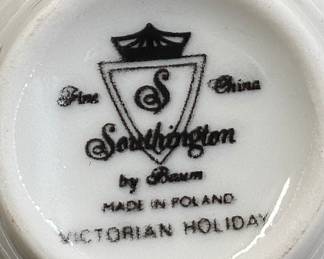 S
Fine China
Southington
by Baum
MADE IN POLAND
VICTORIAN HOLIDAY